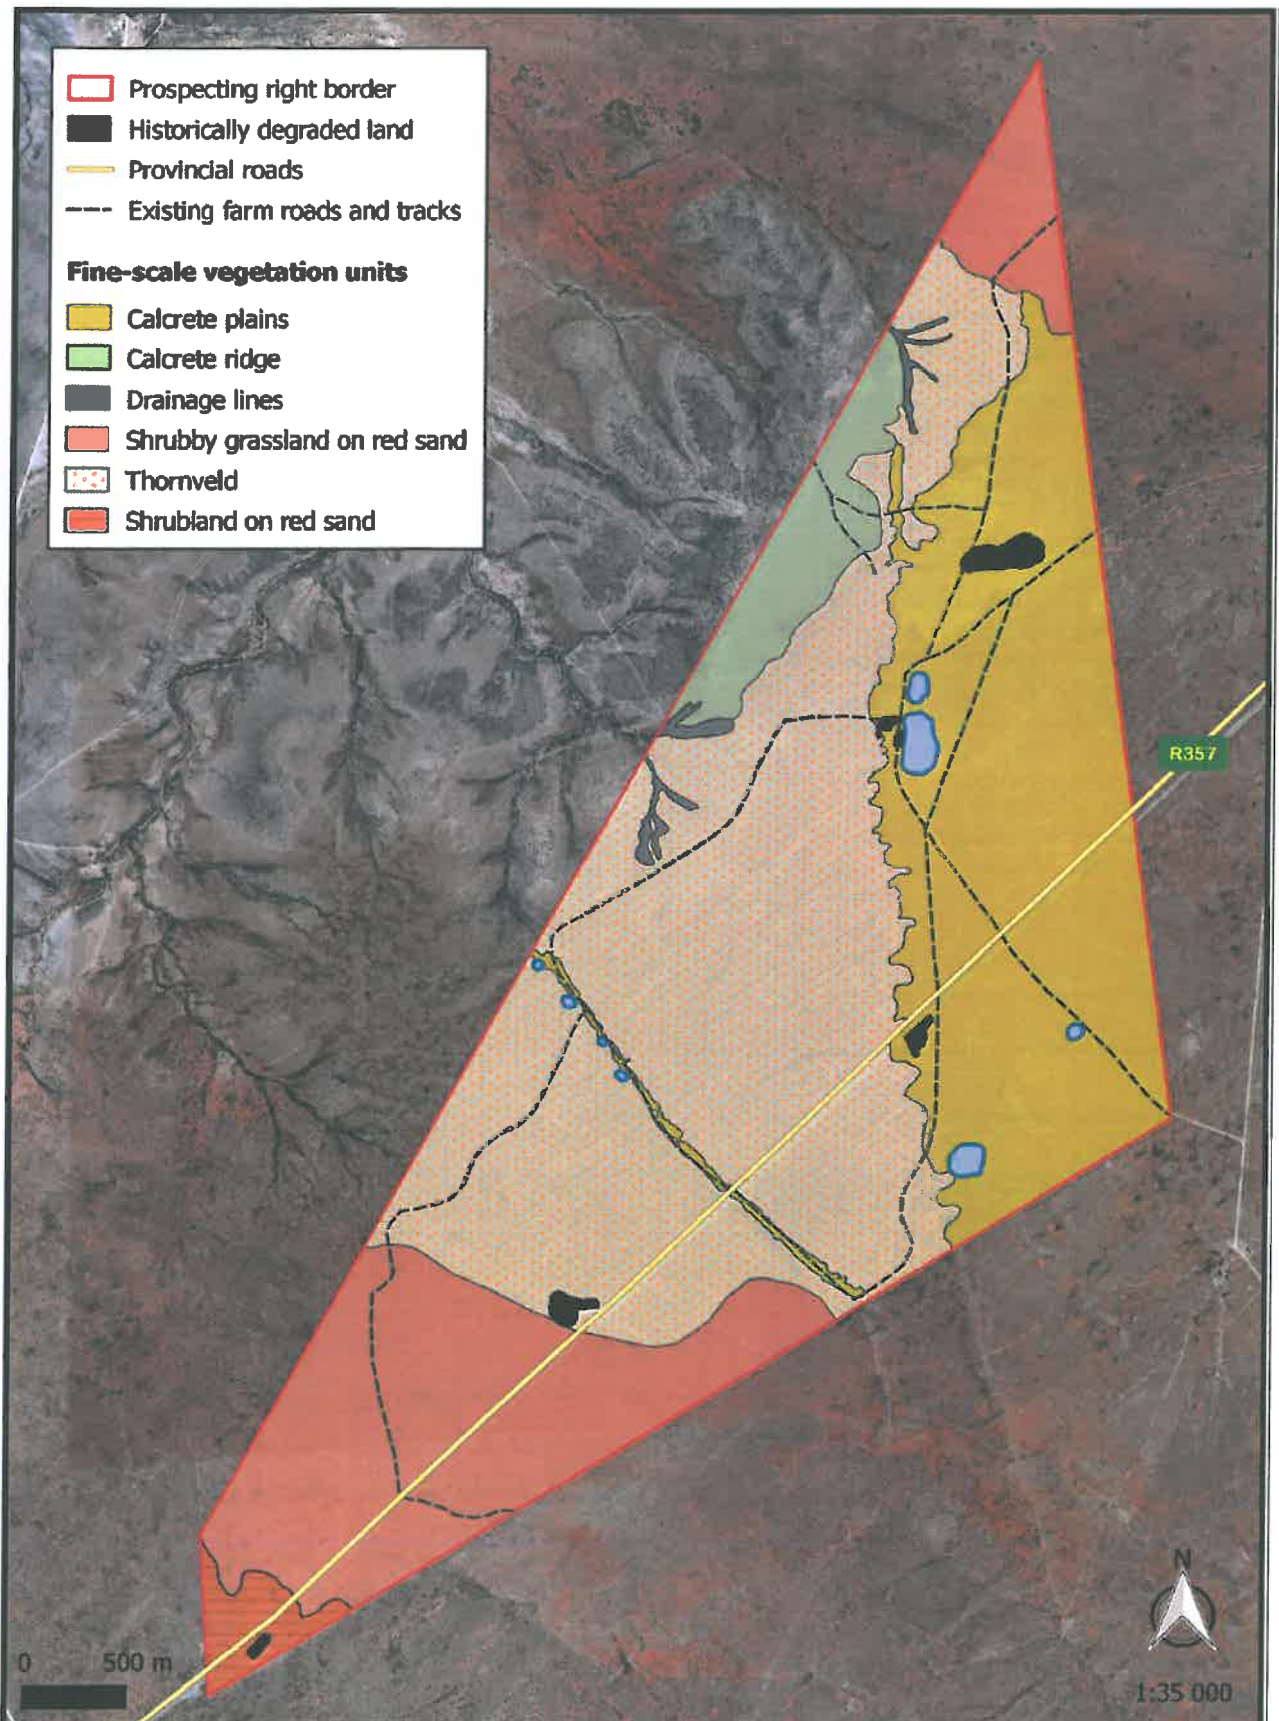 Prospecting right border
Historically degraded land
Provincial roads
Existing farm roads and tracks
Fine-scale vegetation units
Calcrete plains
Calcrete ridge
Drainage lines
Shrubby grassland on red sand
Thornveld
Shrubland on red sand
R357
N
0 500 m
1:35 000